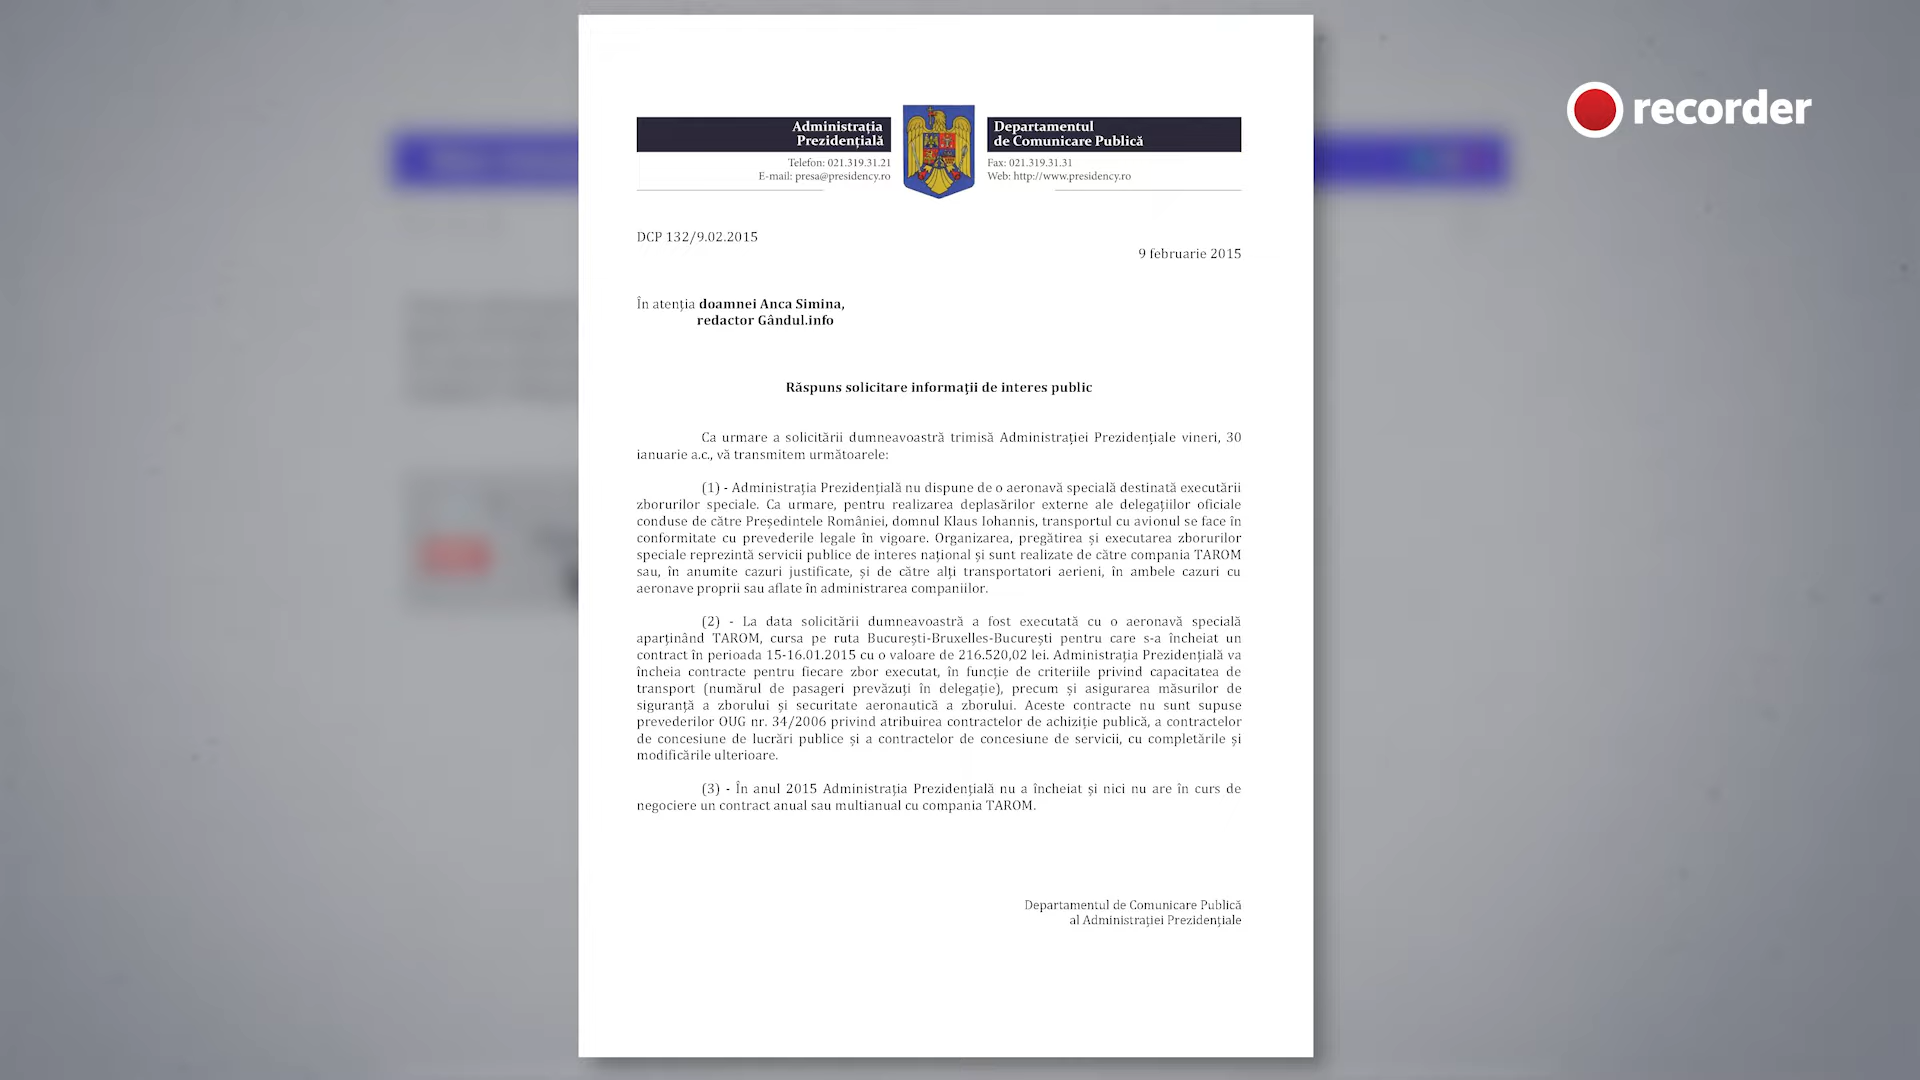 recorder
Administrația
Prezidențială
Departamentul
de Comunicare Publică
Telefon: 021.319.31.21
E-mail: presa@presidency.ro
Fax: 021.319.31.31
Web: http://www.presidency.ro
DCP 132/9.02.2015
9 februarie 2015
În atenția doamnei Anca Simina,
redactor Gândul.info
Răspuns solicitare informații de interes public
Ca urmare a solicitării dumneavoastră trimisă Administrației Prezidențiale vineri, 30
ianuarie a.c., vă transmitem următoarele:
(1) - Administrația Prezidențială nu dispune de o aeronavă specială destinată executării
zborurilor speciale. Ca urmare, pentru realizarea deplasărilor externe ale delegațiilor oficiale
conduse de către Președintele României, domnul Klaus Iohannis, transportul cu avionul se face în
conformitate cu prevederile legale în vigoare. Organizarea, pregătirea și executarea zborurilor
speciale reprezintă servicii publice de interes național și sunt realizate de către compania TAROM
sau, în anumite cazuri justificate, și de către alți transportatori aerieni, în ambele cazuri cu
aeronave proprii sau aflate în administrarea companiilor.
(2) - La data solicitării dumneavoastră a fost executată cu o aeronavă specială
aparținând TAROM, cursa pe ruta București-Bruxelles-București pentru care s-a încheiat un
contract în perioada 15-16.01.2015 cu o valoare de 216.520,02 lei. Administrația Prezidențială va
încheia contracte pentru fiecare zbor executat, în funcție de criteriile privind capacitatea de
transport (numărul de pasageri prevăzuți în delegație), precum și asigurarea măsurilor de
siguranță a zborului și securitate aeronautică a zborului. Aceste contracte nu sunt supuse
prevederilor OUG nr. 34/2006 privind atribuirea contractelor de achiziție publică, a contractelor
de concesiune de lucrări publice și a contractelor de concesiune de servicii, cu completările și
modificările ulterioare.
(3) - În anul 2015 Administrația Prezidențială nu a încheiat și nici nu are în curs de
negociere un contract anual sau multianual cu compania TAROM.
Departamentul de Comunicare Publică
al Administrației Prezidențiale